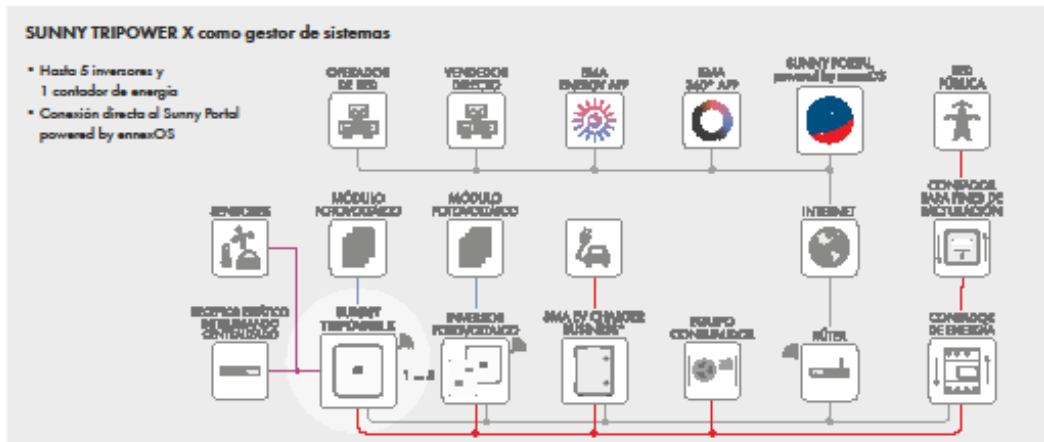 SUNNY TRIPOWER X como gestor de sistemas
• Hasta 5 inversores y
1 contador de energía
• Conexión directa al Sunny Portal
powered by ennexOS
OPERADOR
DE RED
VENDEDOR
DIRECTO
SMA
ENERGY APP
SMA
360° APP
SUNNY PORTAL
powered by ennexOS
RED
PÚBLICA
SENSORES
MÓDULO
FOTOVOLTAICO
MÓDULO
FOTOVOLTAICO
INTERNET
CONTADOR
PARA FINES DE
FACTURACIÓN
RECEPTOR ESTÁTICO
CENTRALIZADO
SUNNY
TRIPOWER X
INVERSOR
FOTOVOLTAICO
SMA EV CHARGER
BUSINESS
EQUIPO
CONSUMIDOR
RÚTER
CONTADOR
DE ENERGÍA